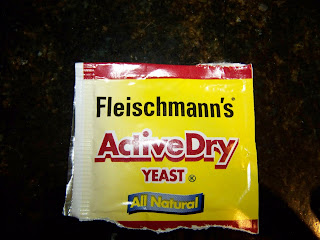 Fleischmann's®
ActiveDry
YEAST ®
All Natural